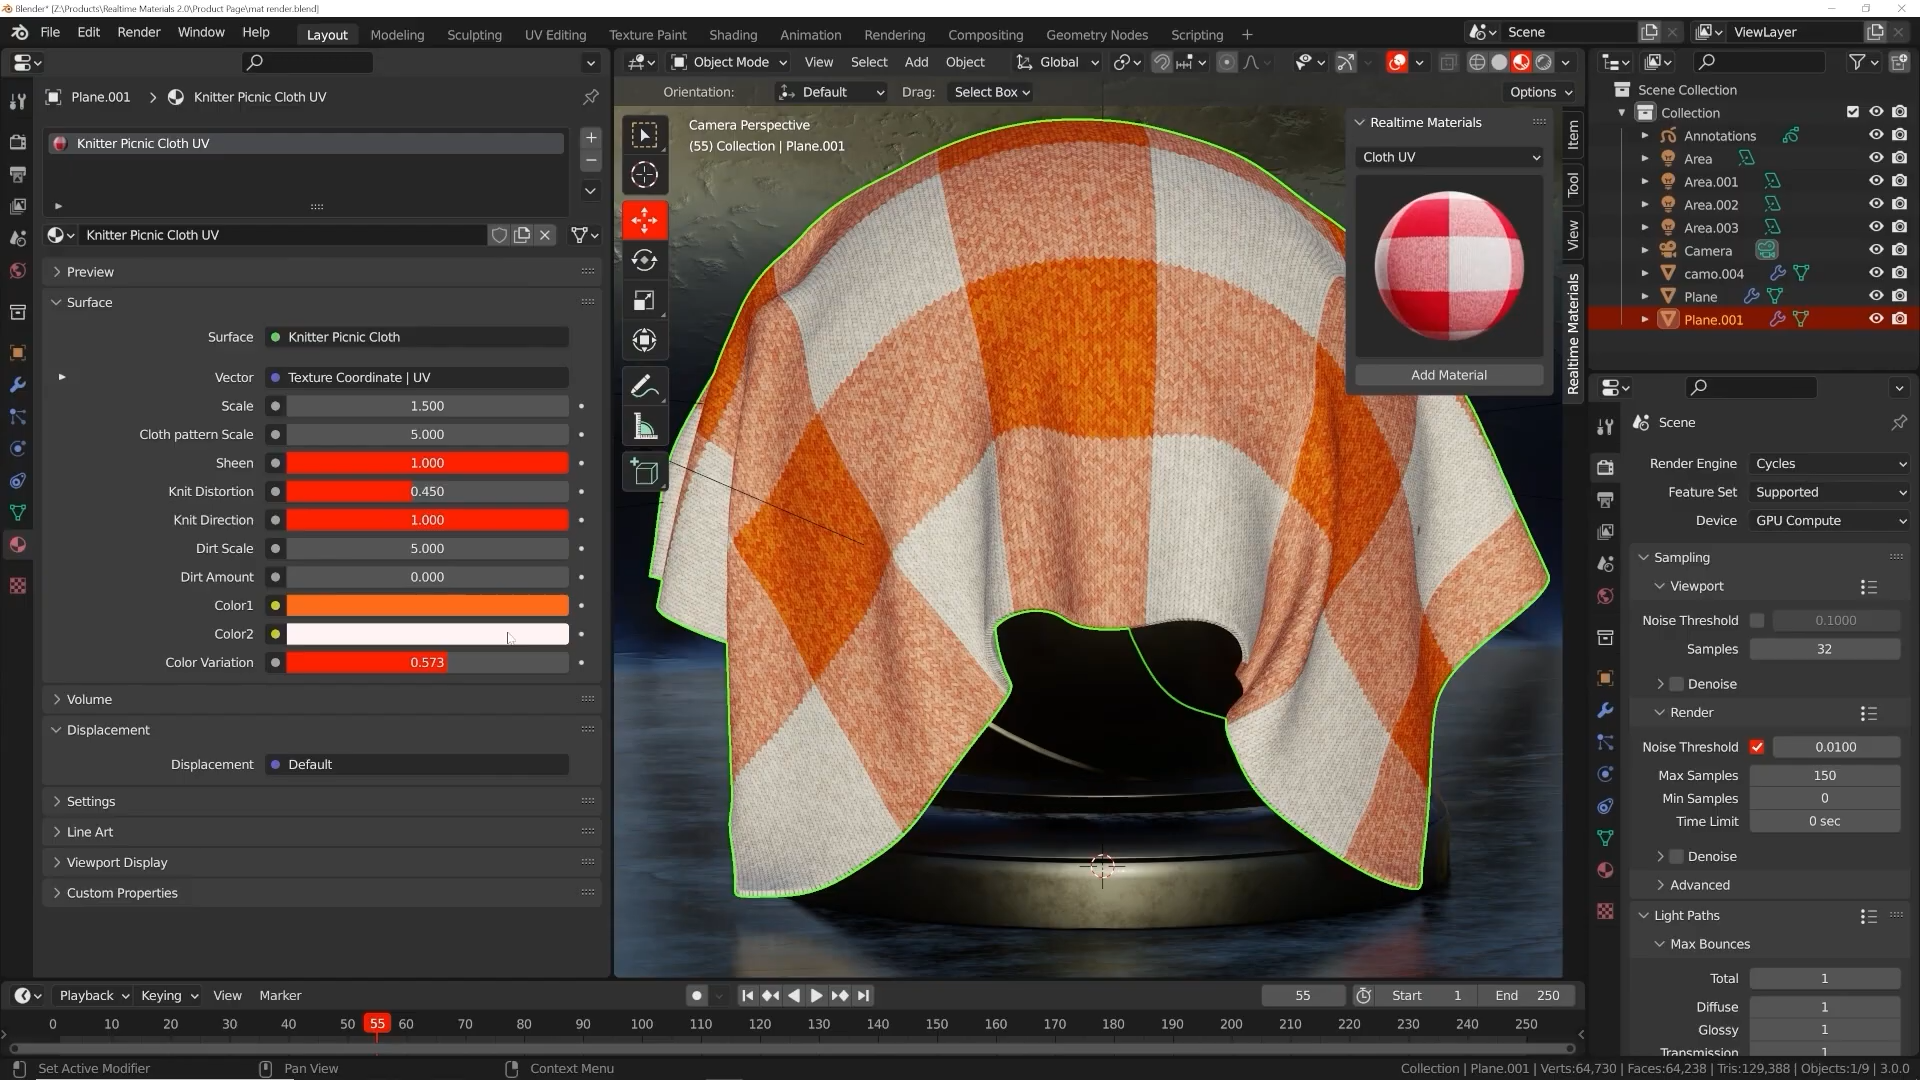 Blender* [Z:\Products\Realtime Materials 2.0\Product Page\mat render.blend]
File Edit Render Window Help
Layout Modeling Sculpting UV Editing Texture Paint Shading Animation Rendering Compositing Geometry Nodes Scripting +
Scene
ViewLayer
Object Mode View Select Add Object
Global
Orientation: Default Drag: Select Box
Options
Plane.001 > Knitter Picnic Cloth UV
Knitter Picnic Cloth UV
Knitter Picnic Cloth UV
Preview
Surface
Surface Knitter Picnic Cloth
Vector Texture Coordinate | UV
Scale 1.500
Cloth pattern Scale 5.000
Sheen 1.000
Knit Distortion 0.450
Knit Direction 1.000
Dirt Scale 5.000
Dirt Amount 0.000
Color1
Color2
Color Variation 0.573
Volume
Displacement
Displacement Default
Settings
Line Art
Viewport Display
Custom Properties
Camera Perspective
(55) Collection | Plane.001
Realtime Materials
Cloth UV
Add Material
Item
Tool
View
Realtime Materials
Scene Collection
Collection
Annotations
Area
Area.001
Area.002
Area.003
Camera
camo.004
Plane
Plane.001
Scene
Render Engine Cycles
Feature Set Supported
Device GPU Compute
Sampling
Viewport
Noise Threshold 0.1000
Samples 32
Denoise
Render
Noise Threshold 0.0100
Max Samples 150
Min Samples 0
Time Limit 0 sec
Denoise
Advanced
Light Paths
Max Bounces
Total 1
Diffuse 1
Glossy 1
Transmission 1
Playback Keying View Marker
55 Start 1 End 250
0 10 20 30 40 50 55 60 70 80 90 100 110 120 130 140 150 160 170 180 190 200 210 220 230 240 250
Set Active Modifier Pan View Context Menu
Collection | Plane.001 | Verts:64,730 | Faces:64,238 | Tris:129,388 | Objects:1/9 | 3.0.0